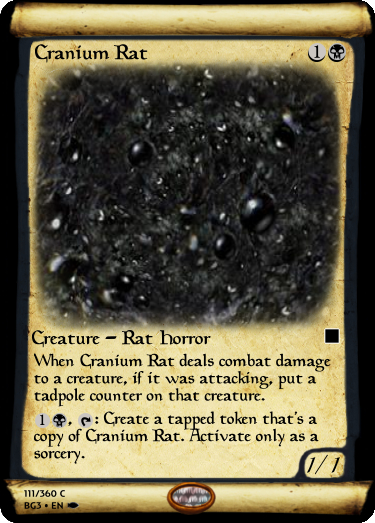 Cranium Rat 1
Creature – Rat Horror
When Cranium Rat deals combat damage
to a creature, if it was attacking, put a
tadpole counter on that creature.
1 , : Create a tapped token that's a
copy of Cranium Rat. Activate only as a
sorcery.
1/1
111/360 C
BG3 • EN